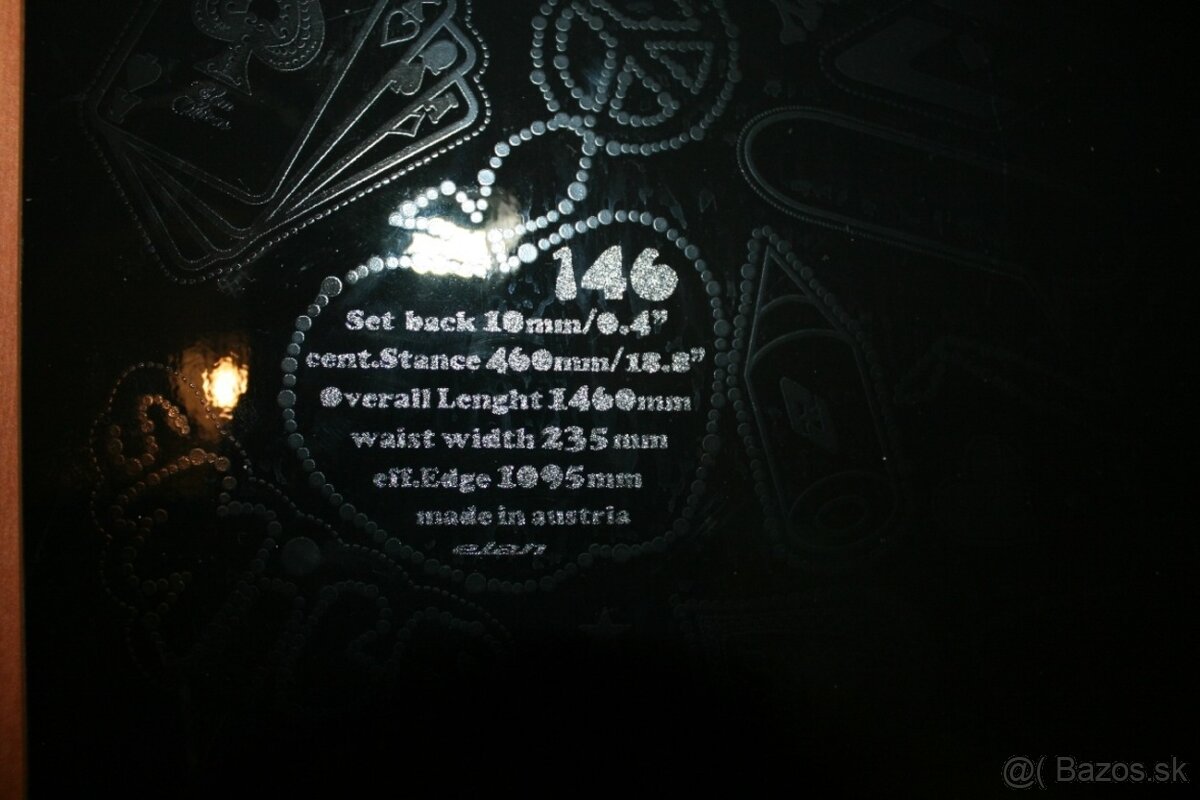 146
Set back 10mm/0.4"
cent.Stance 460mm/18.8"
Overall Lenght 1460mm
waist width 235 mm
eff.Edge 1095mm
made in austria
elan
@( Bazos.sk